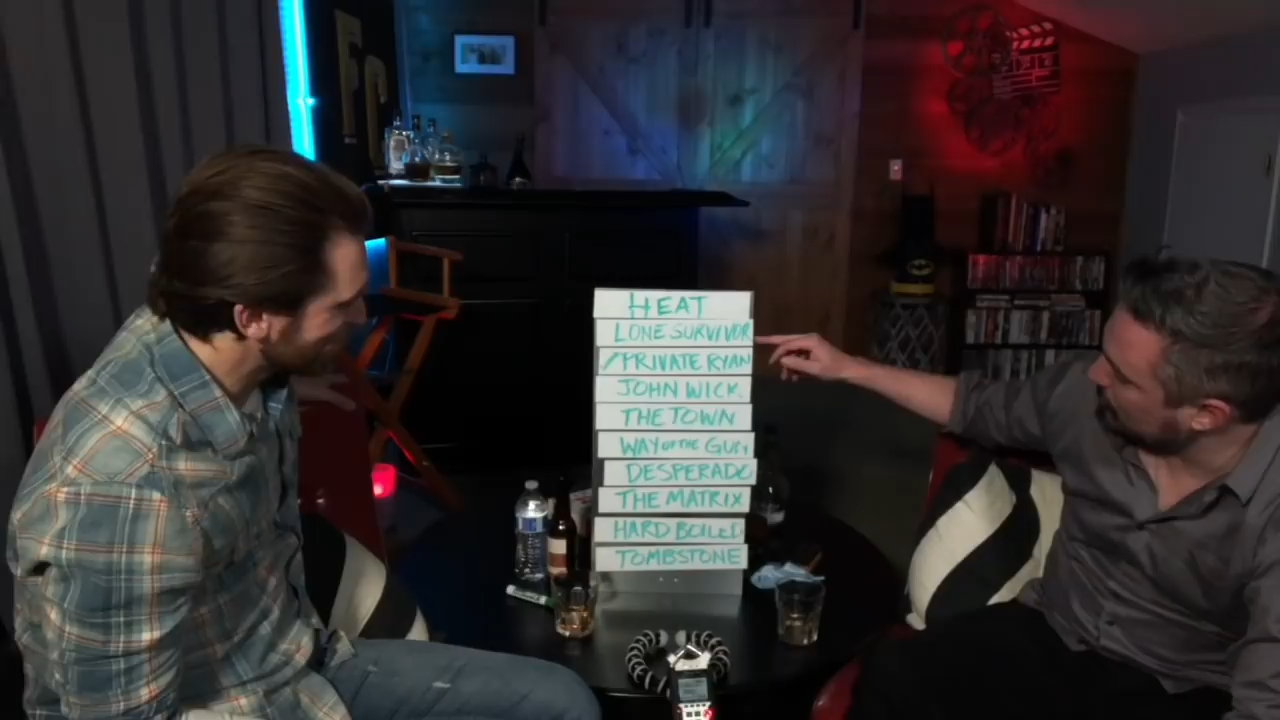 HEAT
LONE SURVIVOR
/PRIVATE RYAN
JOHN WICK
THE TOWN
WAY OF THE GUN
DESPERADO
THE MATRIX
HARD BOILED
TOMBSTONE